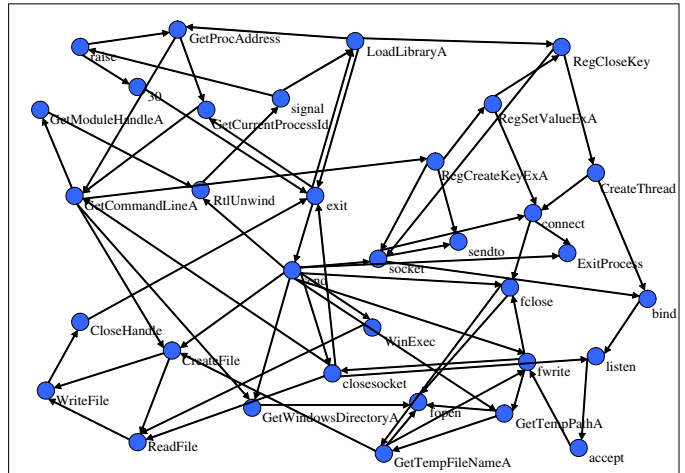 GetProcAddress
LoadLibraryA
raise
RegCloseKey
30
signal
GetModuleHandleA
GetCurrentProcessId
RegSetValueExA
RegCreateKeyExA
CreateThread
GetCommandLineA
RtlUnwind
exit
connect
sendto
socket
ExitProcess
fclose
bind
CloseHandle
WinExec
CreateFile
closesocket
fwrite
listen
WriteFile
GetWindowsDirectoryA
fopen
GetTempPathA
ReadFile
GetTempFileNameA
accept